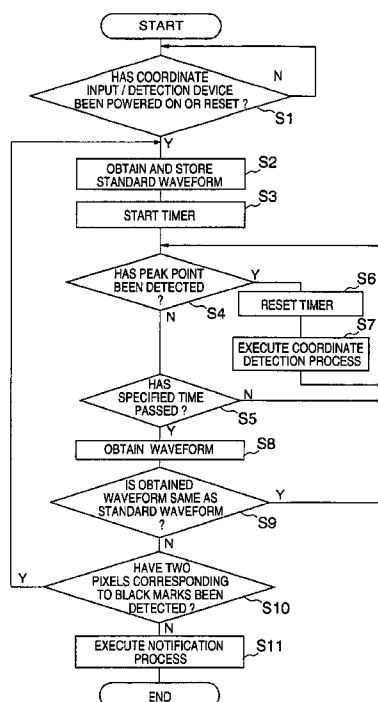 START
HAS COORDINATE
INPUT / DETECTION DEVICE
BEEN POWERED ON OR RESET ?
N
S1
Y
S2
OBTAIN AND STORE
STANDARD WAVEFORM
S3
START TIMER
HAS PEAK POINT
BEEN DETECTED
?
Y
S4
N
S6
RESET TIMER
S7
EXECUTE COORDINATE
DETECTION PROCESS
HAS
SPECIFIED TIME
PASSED ?
N
S5
Y
S8
OBTAIN WAVEFORM
IS OBTAINED
WAVEFORM SAME AS
STANDARD WAVEFORM
?
Y
S9
N
HAVE TWO
PIXELS CORRESPONDING
TO BLACK MARKS BEEN
DETECTED ?
Y
S10
N
S11
EXECUTE NOTIFICATION
PROCESS
END